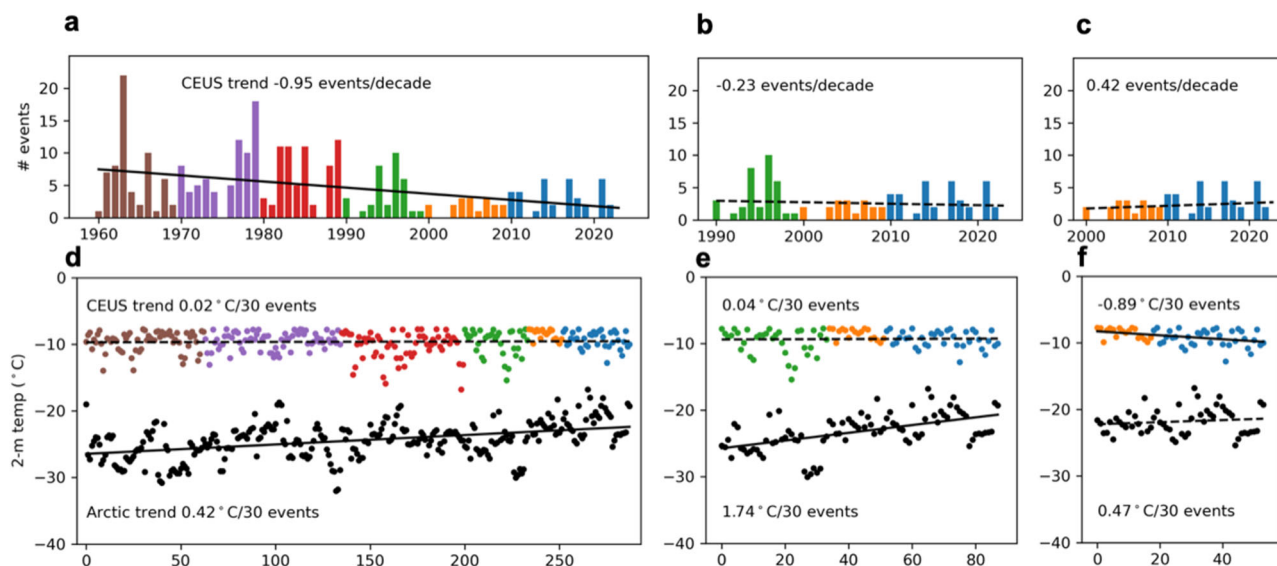 a
b
c
CEUS trend -0.95 events/decade
-0.23 events/decade
0.42 events/decade
# events
20
15
10
5
0
20
15
10
5
0
20
15
10
5
0
1960 1970 1980 1990 2000 2010 2020
1990 2000 2010 2020
2000 2010 2020
d
e
f
CEUS trend 0.02°C/30 events
0.04°C/30 events
-0.89°C/30 events
2-m temp (°C)
0
−10
−20
−30
−40
0
−10
−20
−30
−40
0
−10
−20
−30
−40
Arctic trend 0.42°C/30 events
1.74°C/30 events
0.47°C/30 events
0 50 100 150 200 250
0 20 40 60 80
0 20 40